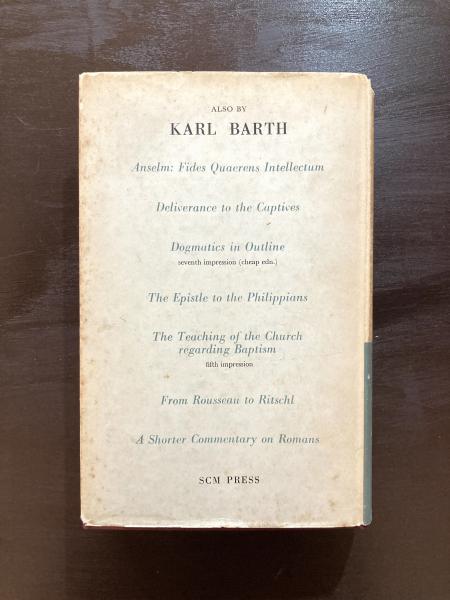 ALSO BY
KARL BARTH
Anselm: Fides Quaerens Intellectum
Deliverance to the Captives
Dogmatics in Outline
seventh impression (cheap edn.)
The Epistle to the Philippians
The Teaching of the Church
regarding Baptism
fifth impression
From Rousseau to Ritschl
A Shorter Commentary on Romans
SCM PRESS